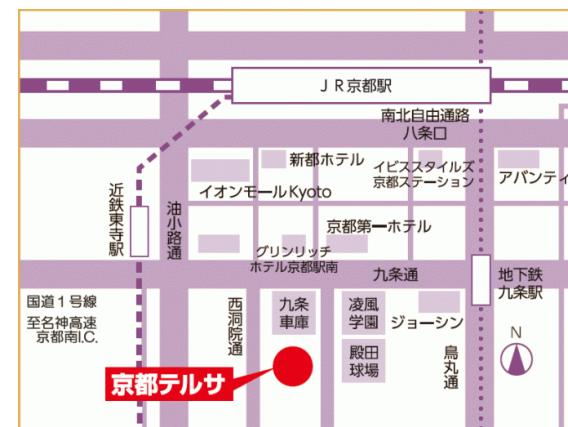 JR京都駅
南北自由通路
八条口
新都ホテル
イビススタイルズ
京都ステーション
アバンティ
イオンモールKyoto
近鉄東寺駅
油小路通
京都第一ホテル
グリンリッチ
ホテル京都駅南
九条通
地下鉄
九条駅
国道1号線
至名神高速
京都南I.C.
西洞院通
九条
車庫
凌風
学園
ジョーシン
殿田
球場
烏丸通
N
京都テルサ